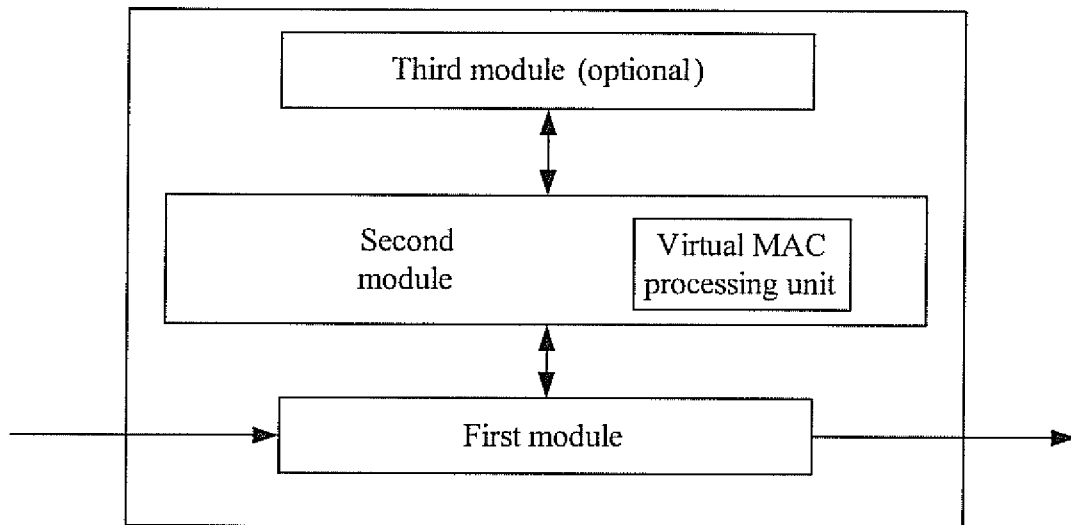 Third module (optional)
Second
module
Virtual MAC
processing unit
First module